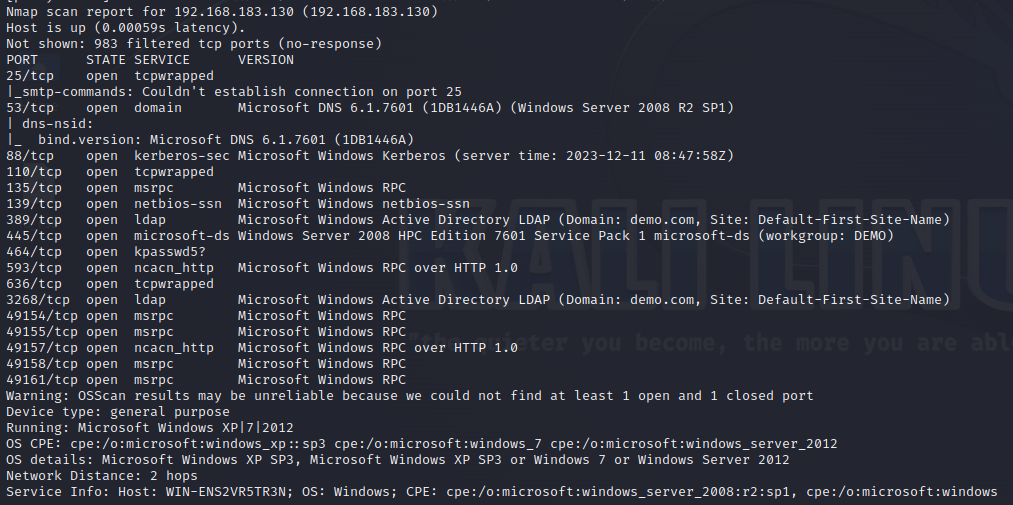 Nmap scan report for 192.168.183.130 (192.168.183.130)
Host is up (0.00059s latency).
Not shown: 983 filtered tcp ports (no-response)
PORT      STATE SERVICE      VERSION
25/tcp    open  tcpwrapped
|_smtp-commands: Couldn't establish connection on port 25
53/tcp    open  domain       Microsoft DNS 6.1.7601 (1DB1446A) (Windows Server 2008 R2 SP1)
| dns-nsid:
|_  bind.version: Microsoft DNS 6.1.7601 (1DB1446A)
88/tcp    open  kerberos-sec Microsoft Windows Kerberos (server time: 2023-12-11 08:47:58Z)
110/tcp   open  tcpwrapped
135/tcp   open  msrpc        Microsoft Windows RPC
139/tcp   open  netbios-ssn  Microsoft Windows netbios-ssn
389/tcp   open  ldap         Microsoft Windows Active Directory LDAP (Domain: demo.com, Site: Default-First-Site-Name)
445/tcp   open  microsoft-ds Windows Server 2008 HPC Edition 7601 Service Pack 1 microsoft-ds (workgroup: DEMO)
464/tcp   open  kpasswd5?
593/tcp   open  ncacn_http   Microsoft Windows RPC over HTTP 1.0
636/tcp   open  tcpwrapped
3268/tcp  open  ldap         Microsoft Windows Active Directory LDAP (Domain: demo.com, Site: Default-First-Site-Name)
49154/tcp open  msrpc        Microsoft Windows RPC
49155/tcp open  msrpc        Microsoft Windows RPC
49157/tcp open  ncacn_http   Microsoft Windows RPC over HTTP 1.0
49158/tcp open  msrpc        Microsoft Windows RPC
49161/tcp open  msrpc        Microsoft Windows RPC
Warning: OSScan results may be unreliable because we could not find at least 1 open and 1 closed port
Device type: general purpose
Running: Microsoft Windows XP|7|2012
OS CPE: cpe:/o:microsoft:windows_xp::sp3 cpe:/o:microsoft:windows_7 cpe:/o:microsoft:windows_server_2012
OS details: Microsoft Windows XP SP3, Microsoft Windows XP SP3 or Windows 7 or Windows Server 2012
Network Distance: 2 hops
Service Info: Host: WIN-ENS2VR5TR3N; OS: Windows; CPE: cpe:/o:microsoft:windows_server_2008:r2:sp1, cpe:/o:microsoft:windows
KALI LINU
you become, the more you are abl